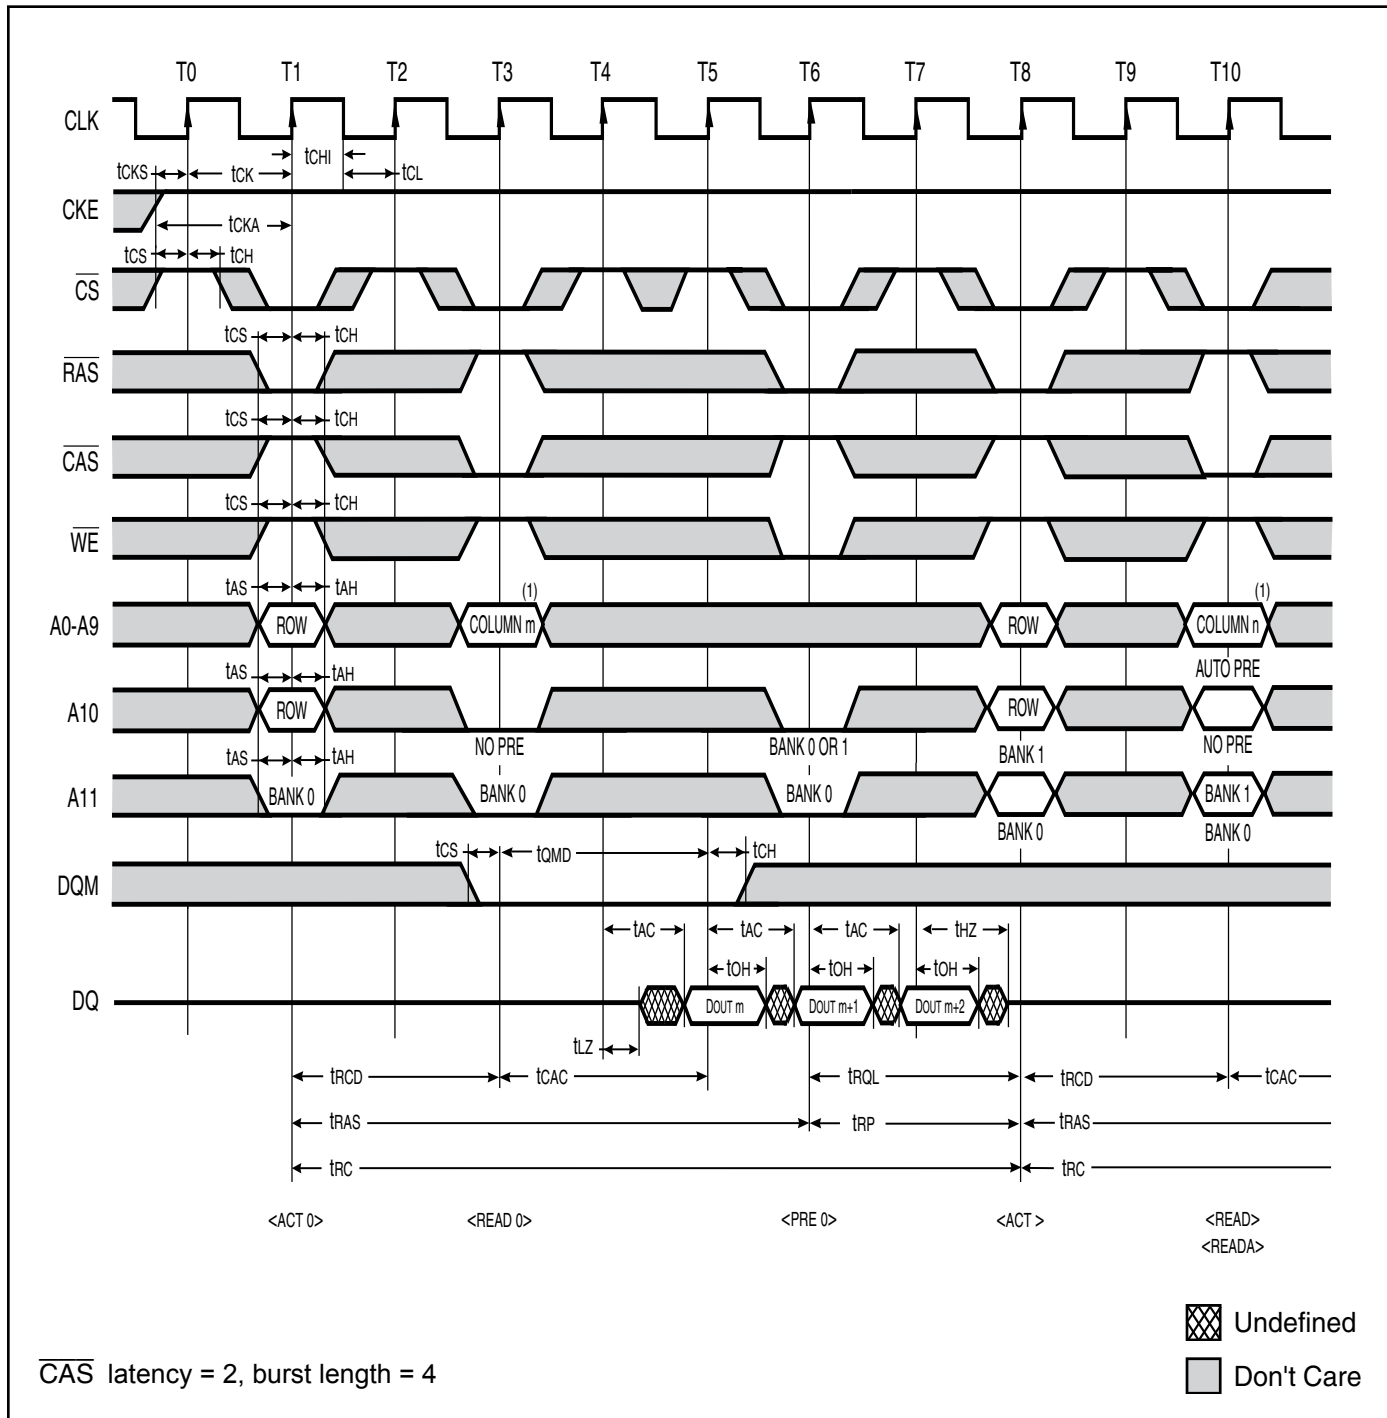 T0 T1 T2 T3 T4 T5 T6 T7 T8 T9 T10
CLK
tCHI
tCKS tCK tCL
CKE
tCKA
tCS tCH
CS
tCS tCH
RAS
tCS tCH
CAS
tCS tCH
WE
tAS tAH (1) (1)
A0-A9 ROW COLUMN m ROW COLUMN n
tAS tAH AUTO PRE
A10 ROW ROW
NO PRE BANK 0 OR 1 BANK 1 NO PRE
tAS tAH
A11 BANK 0 BANK 0 BANK 0 BANK 1
BANK 0 BANK 0
tCS tQMD tCH
DQM
tAC tAC tAC tHZ
tOH tOH tOH
DQ DOUT m DOUT m+1 DOUT m+2
tLZ
tRCD tCAC tRQL tRCD tCAC
tRAS tRP tRAS
tRC tRC
<ACT 0> <READ 0> <PRE 0> <ACT > <READ>
<READA>
Undefined
CAS latency = 2, burst length = 4
Don't Care